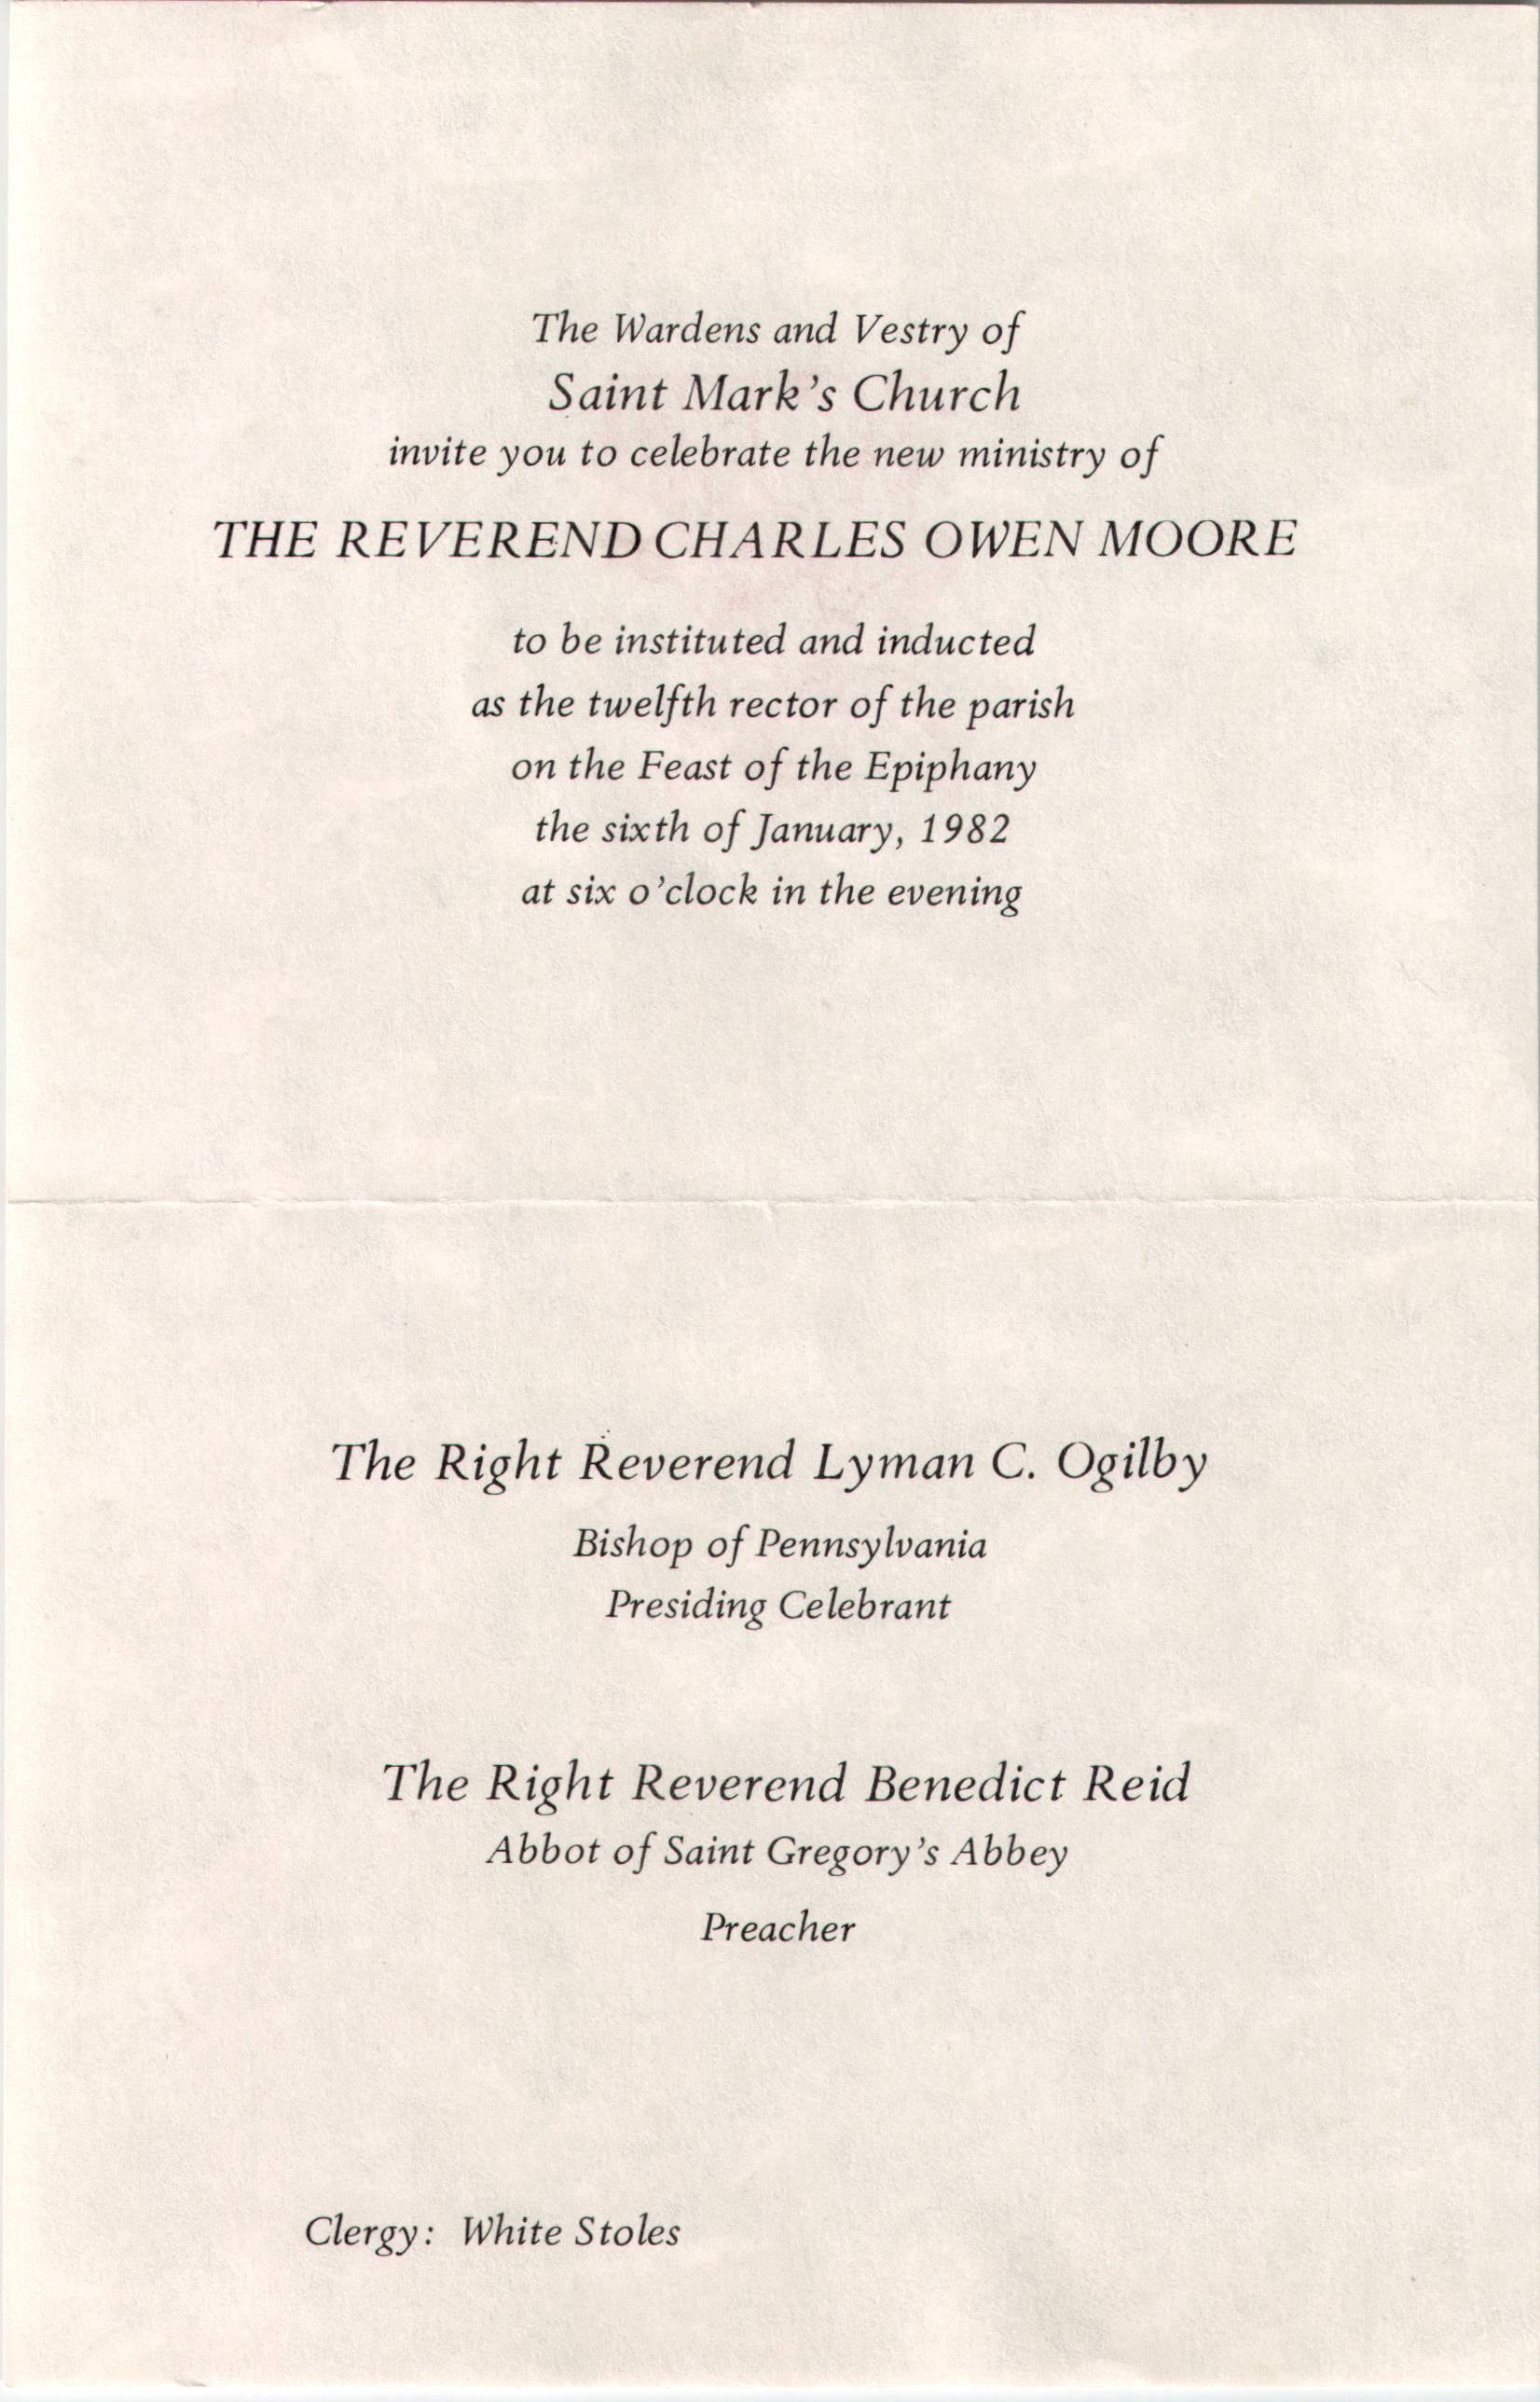 The Wardens and Vestry of
Saint Mark's Church
invite you to celebrate the new ministry of
THE REVEREND CHARLES OWEN MOORE
to be instituted and inducted
as the twelfth rector of the parish
on the Feast of the Epiphany
the sixth of January, 1982
at six o'clock in the evening
The Right Reverend Lyman C. Ogilby
Bishop of Pennsylvania
Presiding Celebrant
The Right Reverend Benedict Reid
Abbot of Saint Gregory's Abbey
Preacher
Clergy: White Stoles